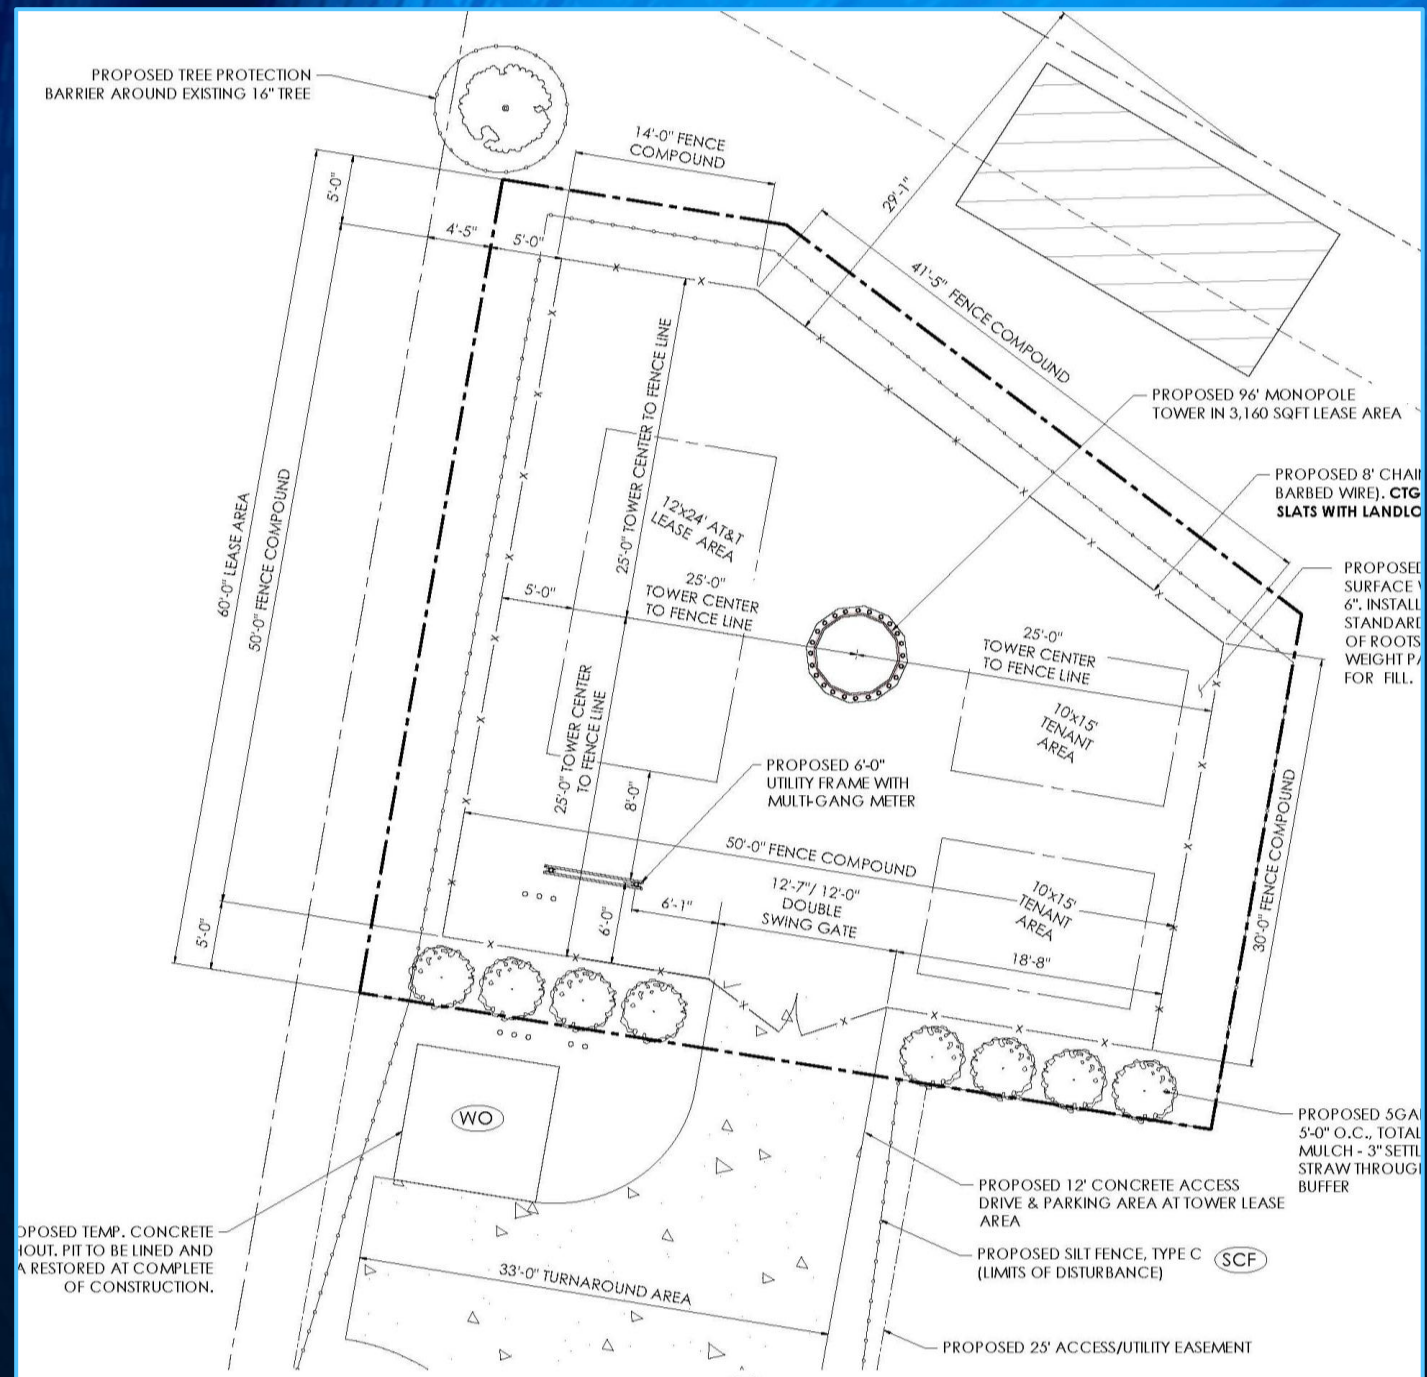 PROPOSED TREE PROTECTION
BARRIER AROUND EXISTING 16" TREE
14'-0" FENCE
COMPOUND
29'-1"
5'-0"
4'-5"
5'-0"
41'-5" FENCE COMPOUND
PROPOSED 96' MONOPOLE
TOWER IN 3,160 SQFT LEASE AREA
PROPOSED 8' CHAI
BARBED WIRE). CTG
SLATS WITH LANDLO
60'-0" LEASE AREA
50'-0" FENCE COMPOUND
25'-0" TOWER CENTER TO FENCE LINE
12'x24' AT&T
LEASE AREA
5'-0"
25'-0"
TOWER CENTER
TO FENCE LINE
PROPOSED
SURFACE
6". INSTALL
STANDARD
OF ROOTS
WEIGHT PA
FOR FILL.
25'-0"
TOWER CENTER
TO FENCE LINE
10'x15'
TENANT
AREA
25'-0" TOWER CENTER
TO FENCE LINE
8'-0"
PROPOSED 6'-0"
UTILITY FRAME WITH
MULTI-GANG METER
50'-0" FENCE COMPOUND
30'-0" FENCE COMPOUND
12'-7"/ 12'-0"
DOUBLE
SWING GATE
10'x15'
TENANT
AREA
6'-1"
6'-0"
5'-0"
18'-8"
WO
PROPOSED 5GA
5'-0" O.C., TOTAL
MULCH - 3" SETTL
STRAW THROUG
BUFFER
PROPOSED 12' CONCRETE ACCESS
DRIVE & PARKING AREA AT TOWER LEASE
AREA
OPOSED TEMP. CONCRETE
HOUT. PIT TO BE LINED AND
A RESTORED AT COMPLETE
OF CONSTRUCTION.
PROPOSED SILT FENCE, TYPE C SCF
(LIMITS OF DISTURBANCE)
33'-0" TURNAROUND AREA
PROPOSED 25' ACCESS/UTILITY EASEMENT